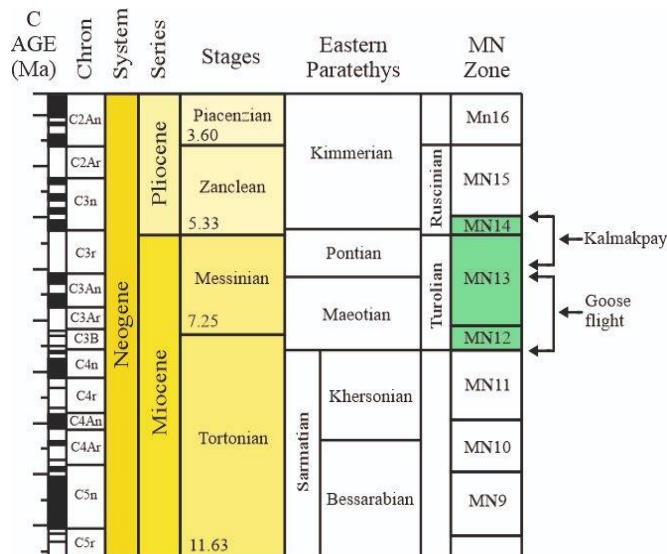 C
AGE
(Ma)
Chron
System
Series
Stages
Eastern
Paratethys
MN
Zone
C2An
C2Ar
C3n
C3r
C3An
C3Ar
C3B
C4n
C4r
C4An
C4Ar
C5n
C5r
Neogene
Pliocene
Miocene
Piacenzian
3.60
Zanclean
5.33
Messinian
7.25
Tortonian
11.63
Kimmerian
Pontian
Maeotian
Sarmatian
Khersonian
Bessarabian
Ruscinian
Turolian
Mn16
MN15
MN14
MN13
MN12
MN11
MN10
MN9
Kalmakpay
Goose
flight